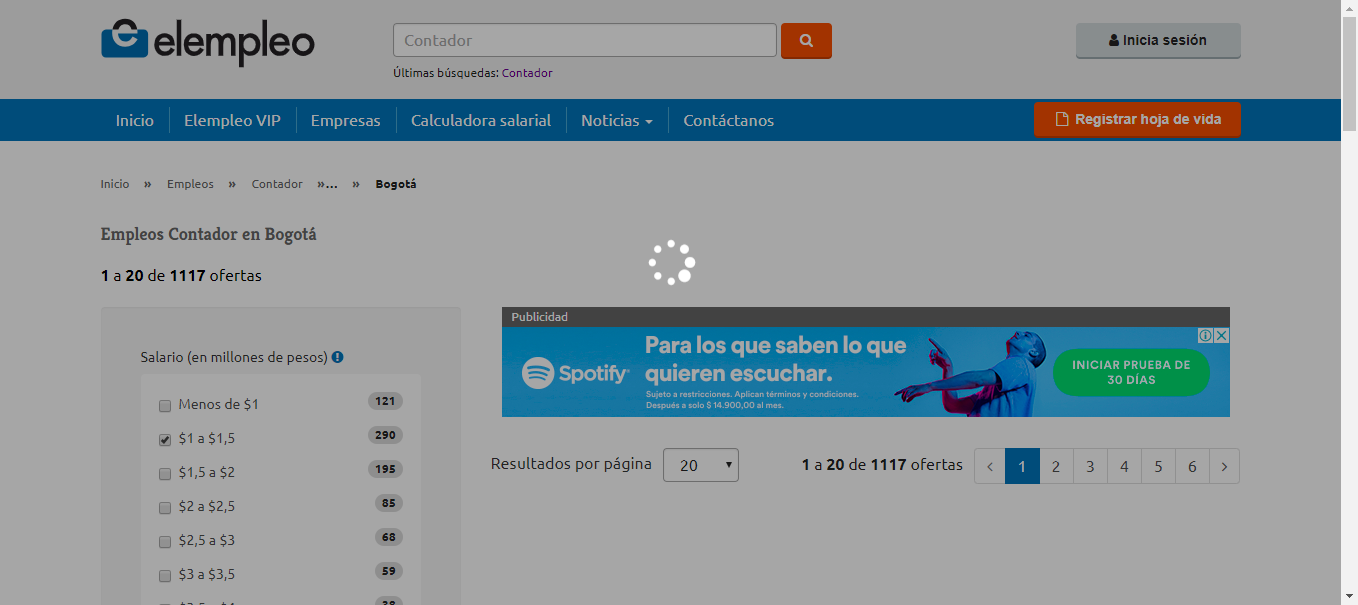 elempleo
Contador
Inicia sesión
Últimas búsquedas: Contador
Inicio
Elempleo VIP
Empresas
Calculadora salarial
Noticias
Contáctanos
Registrar hoja de vida
Inicio » Empleos » Contador »... » Bogotá
Empleos Contador en Bogotá
1 a 20 de 1117 ofertas
Salario (en millones de pesos)
Menos de $1 121
$1 a $1,5 290
$1,5 a $2 195
$2 a $2,5 85
$2,5 a $3 68
$3 a $3,5 59
Publicidad
Spotify
Para los que saben lo que
quieren escuchar.
Sujeto a restricciones. Aplican términos y condiciones.
Después a solo $ 14.900,00 al mes.
INICIAR PRUEBA DE
30 DÍAS
Resultados por página 20
1 a 20 de 1117 ofertas
‹ 1 2 3 4 5 6 ›